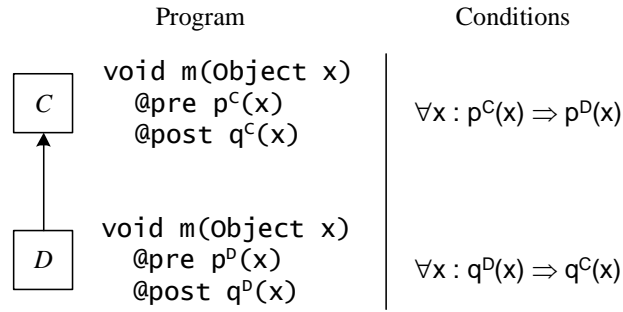 Program Conditions
C
void m(Object x)
@pre pᶜ(x)
@post qᶜ(x)
∀x : pᶜ(x) ⇒ pᴰ(x)
D
void m(Object x)
@pre pᴰ(x)
@post qᴰ(x)
∀x : qᴰ(x) ⇒ qᶜ(x)